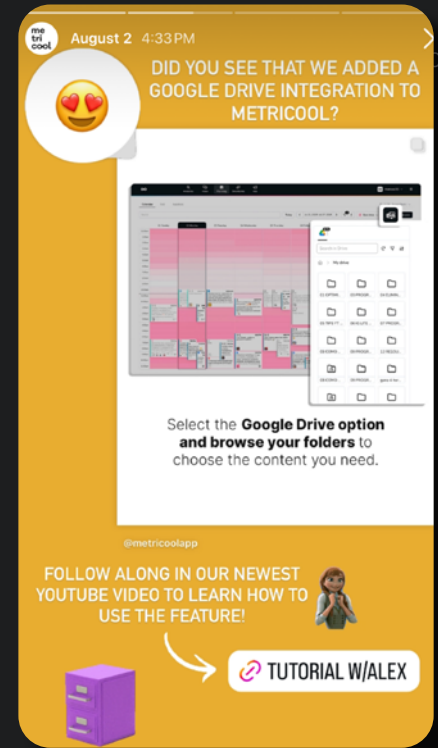 me
tri
cool
August 2 4:33 PM
DID YOU SEE THAT WE ADDED A
GOOGLE DRIVE INTEGRATION TO
METRICOOL?
My drive
Select the Google Drive option
and browse your folders to
choose the content you need.
@metricoolapp
FOLLOW ALONG IN OUR NEWEST
YOUTUBE VIDEO TO LEARN HOW TO
USE THE FEATURE!
TUTORIAL W/ALEX